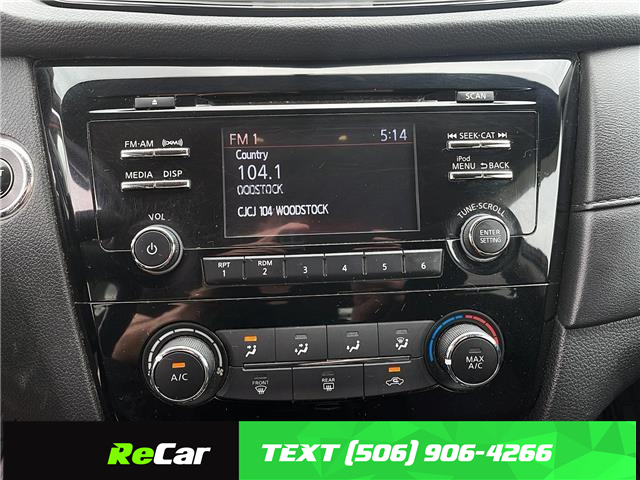 SCAN
FM·AM
MEDIA DISP
VOL
FM 1 5:14
Country
104.1
OODSTOCK
CJCJ 104 WOODSTOCK
SEEK·CAT
iPod
MENU BACK
TUNE·SCROLL
ENTER
SETTING
RPT RDM 2 3 4 5 6
A/C
FRONT
REAR
MAX
A/C
ReCar
TEXT (506) 906-4266